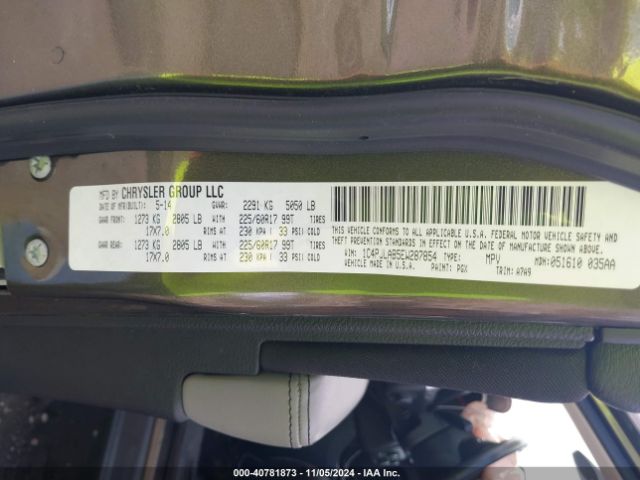 MFD BY CHRYSLER GROUP LLC
DATE OF MFR(BUILT): 5-14 GVWR: 2291 KG 5050 LB
GAWR FRONT: 1273 KG 2805 LB WITH 225/60R17 99T TIRES
17X7.0 RIMS AT 230 KPA( 33 PSI COLD
GAWR REAR: 1273 KG 2805 LB WITH 225/60R17 99T TIRES
17X7.0 RIMS AT 230 KPA( 33 PSI COLD
THIS VEHICLE CONFORMS TO ALL APPLICABLE U.S.A. FEDERAL MOTOR VEHICLE SAFETY
THEFT PREVENTION STANDARDS IN EFFECT ON THE DATE OF MANUFACTURE SHOWN ABOVE.
VIN: 1C4PJLAB5EW287854 TYPE: MPV MDH:051610 035AA
VEHICLE MADE IN U.S.A. PAINT: PGX TRIM: A7A9
000-40781873 - 11/05/2024 - IAA Inc.